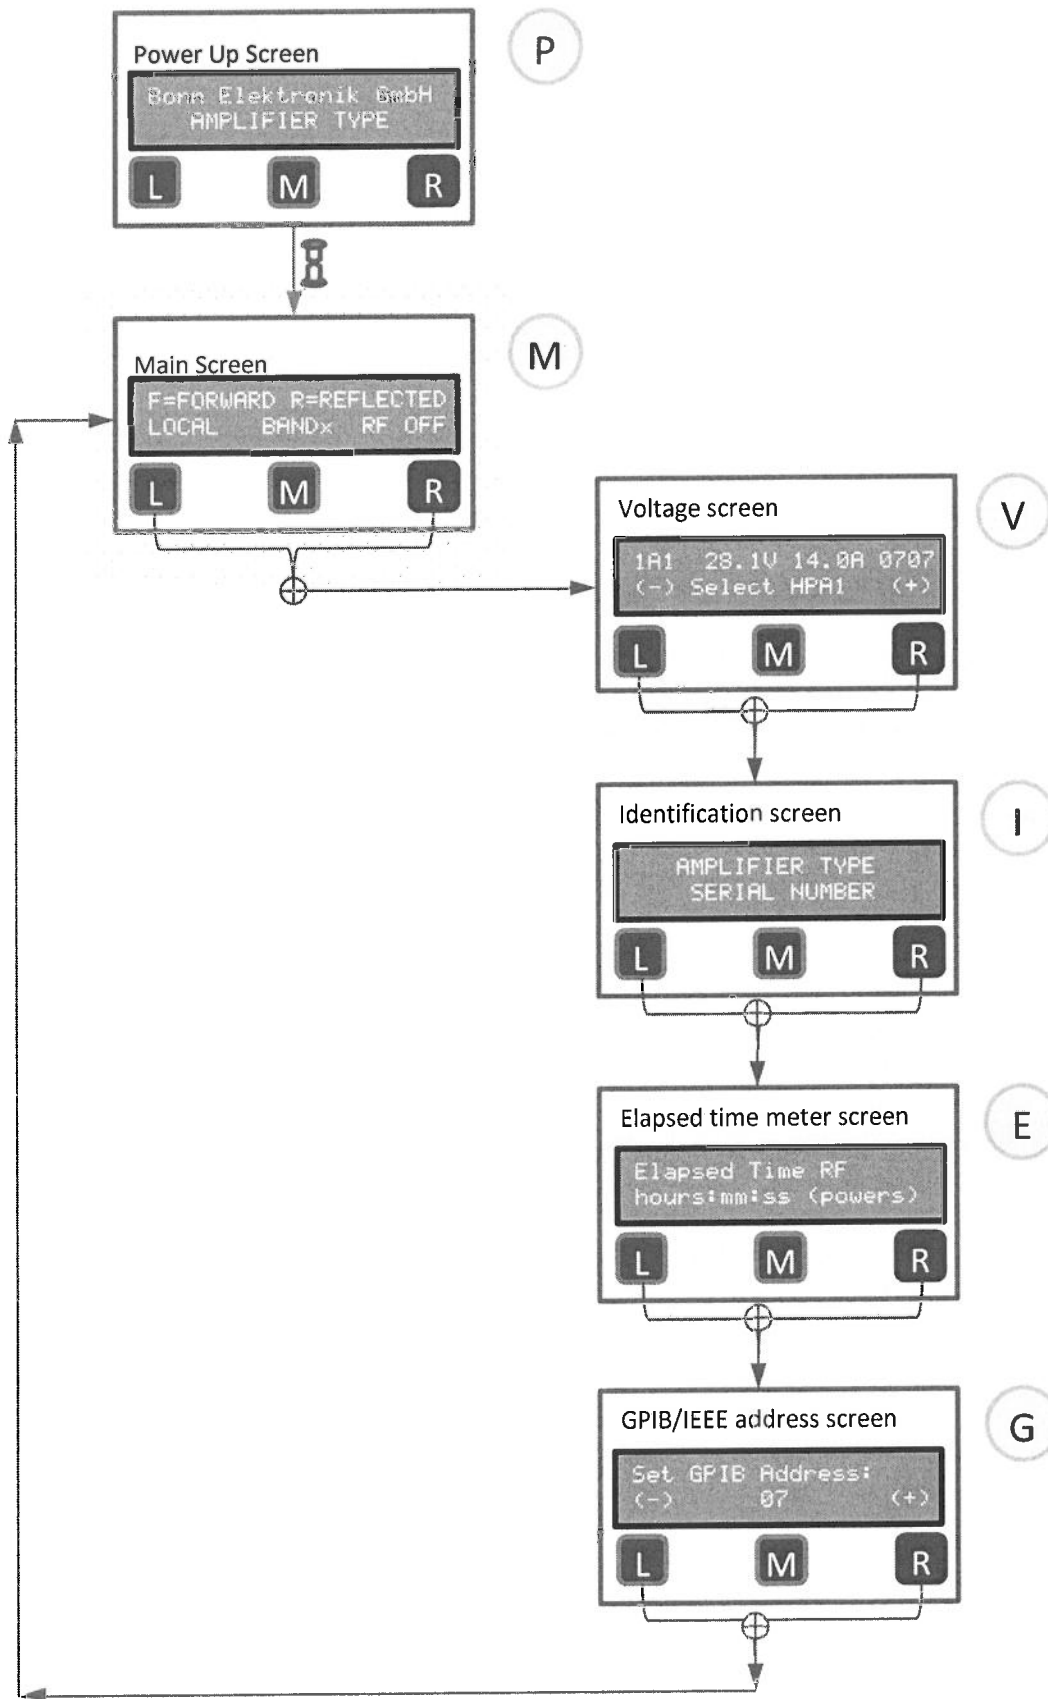 Power Up Screen
P
Bonn Elektronik GmbH
AMPLIFIER TYPE
L M R
Main Screen
M
F=FORWARD R=REFLECTED
LOCAL BANDx RF OFF
L M R
Voltage screen
V
1A1 28.1V 14.0A 0707
(-) Select HPA1 (+)
L M R
Identification screen
I
AMPLIFIER TYPE
SERIAL NUMBER
L M R
Elapsed time meter screen
E
Elapsed Time RF
hours:mm:ss (powers)
L M R
GPIB/IEEE address screen
G
Set GPIB Address:
(-) 07 (+)
L M R